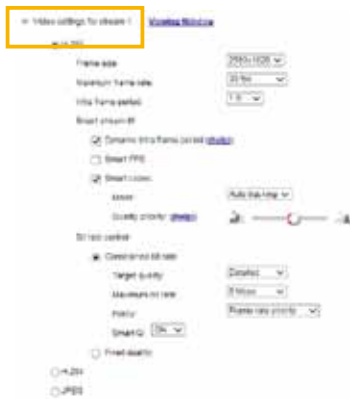 Video settings for stream 1 Viewing Window
H.265
Frame size 2560x1920
Maximum frame rate 30 fps
Intra frame period 1 S
Smart stream III
Dynamic Intra frame period (Help)
Smart FPS
Smart codec
Mode Auto tracking
Quality priority (Help)
Bit rate control
Constrained bit rate
Target quality Detailed
Maximum bit rate
Policy Frame rate priority
Smart Q ON
Fixed quality
H.264
JPEG